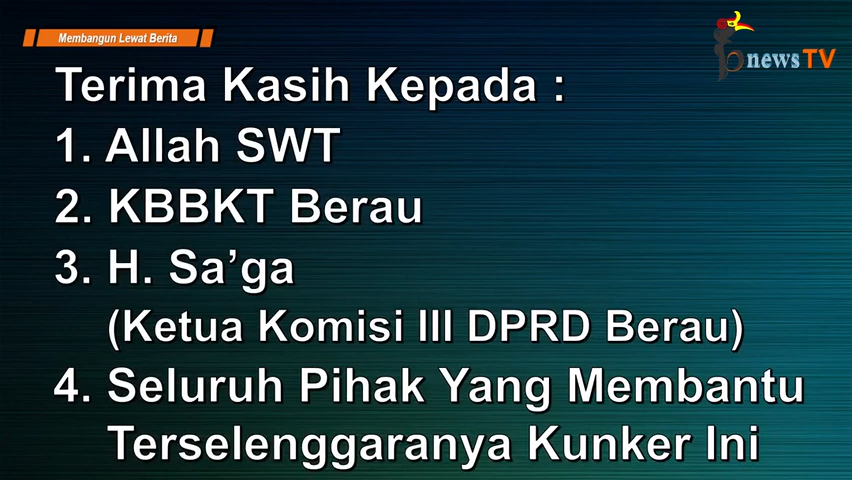 Membangun Lewat Berita
newsTV
Terima Kasih Kepada :
1. Allah SWT
2. KBBKT Berau
3. H. Sa’ga
(Ketua Komisi III DPRD Berau)
4. Seluruh Pihak Yang Membantu
Terselenggaranya Kunker Ini